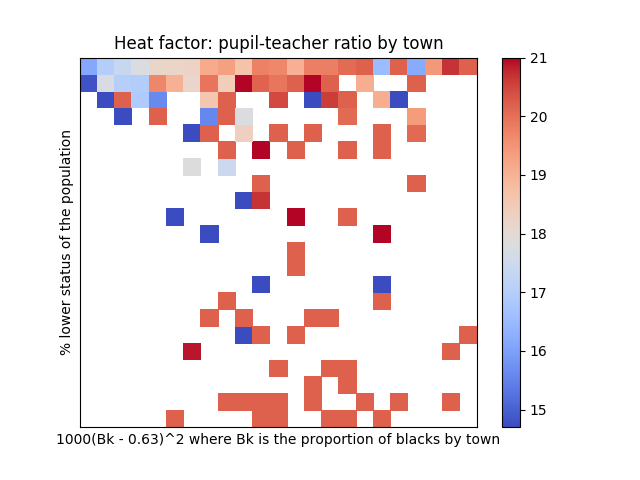 Heat factor: pupil-teacher ratio by town
% lower status of the population
1000(Bk - 0.63)^2 where Bk is the proportion of blacks by town
21
20
19
18
17
16
15